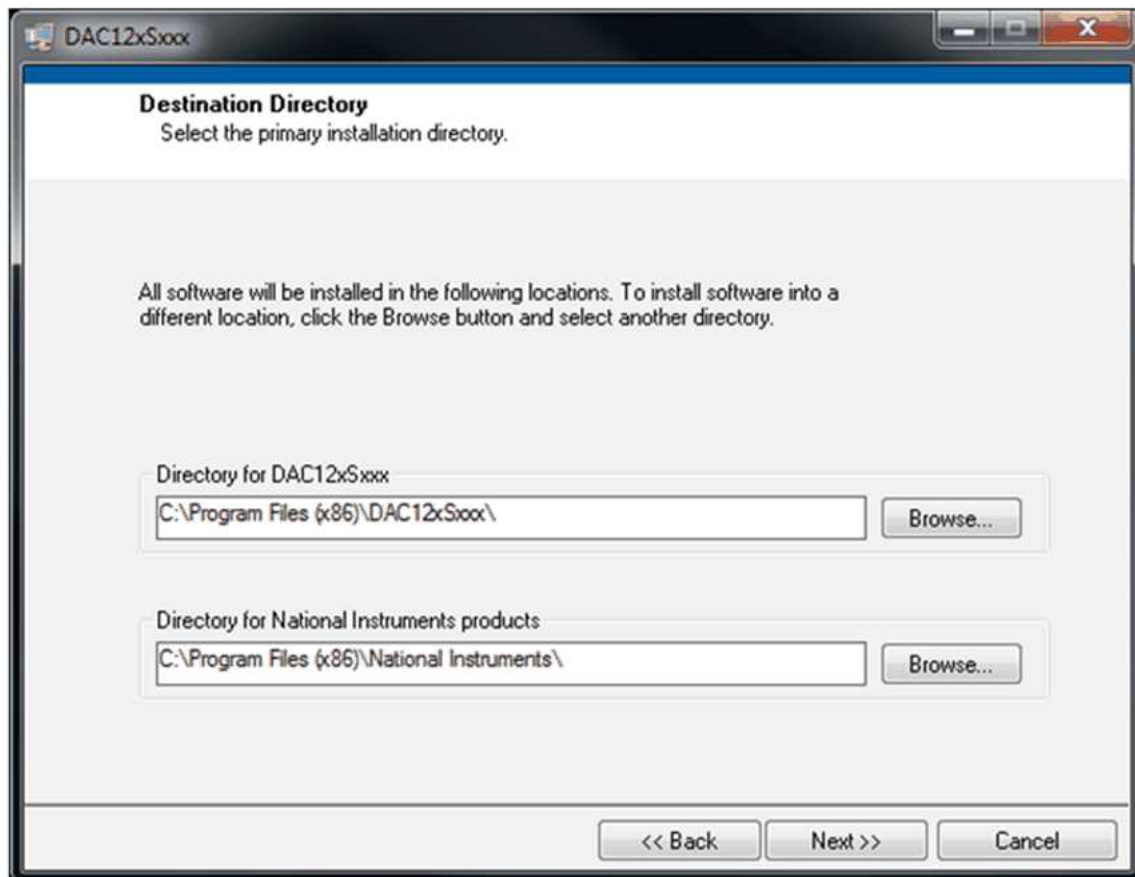 DAC12xSxxx
Destination Directory
Select the primary installation directory.
All software will be installed in the following locations. To install software into a
different location, click the Browse button and select another directory.
Directory for DAC12xSxxx
C:\Program Files (x86)\DAC12xSxxx\
Browse...
Directory for National Instruments products
C:\Program Files (x86)\National Instruments\
Browse...
<< Back
Next >>
Cancel